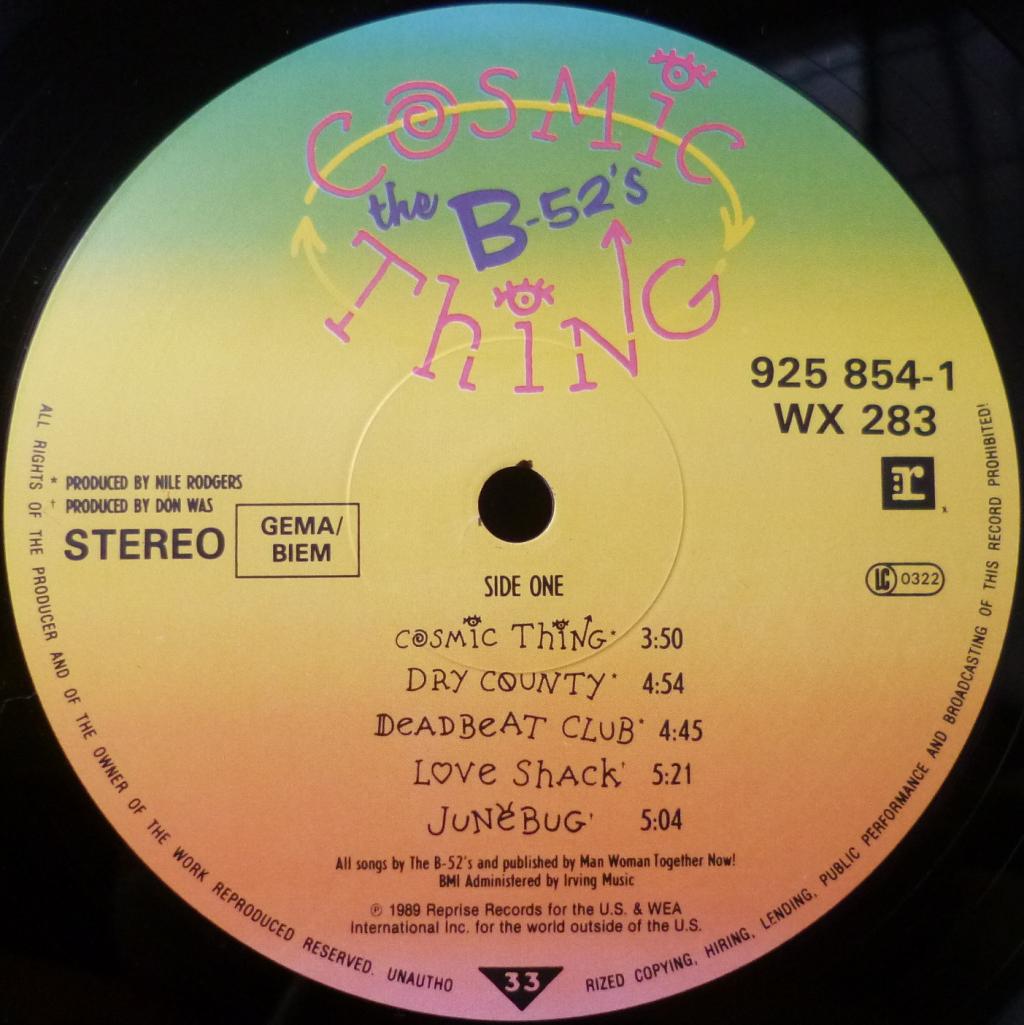 COSMIC
the B-52's
THING
925 854-1
WX 283
* PRODUCED BY NILE RODGERS
† PRODUCED BY DON WAS
STEREO
GEMA/
BIEM
r
LC 0322
SIDE ONE
COSMIC THING* 3:50
DRY COUNTY* 4:54
DEADBEAT CLUB* 4:45
LOVE SHACK† 5:21
JUNEBUG† 5:04
All songs by The B-52's and published by Man Woman Together Now!
BMI Administered by Irving Music
℗ 1989 Reprise Records for the U.S. & WEA
International Inc. for the world outside of the U.S.
33
ALL RIGHTS OF THE PRODUCER AND OF THE OWNER OF THE WORK REPRODUCED RESERVED. UNAUTHO RIZED COPYING, HIRING, LENDING, PUBLIC PERFORMANCE AND BROADCASTING OF THIS RECORD PROHIBITED!